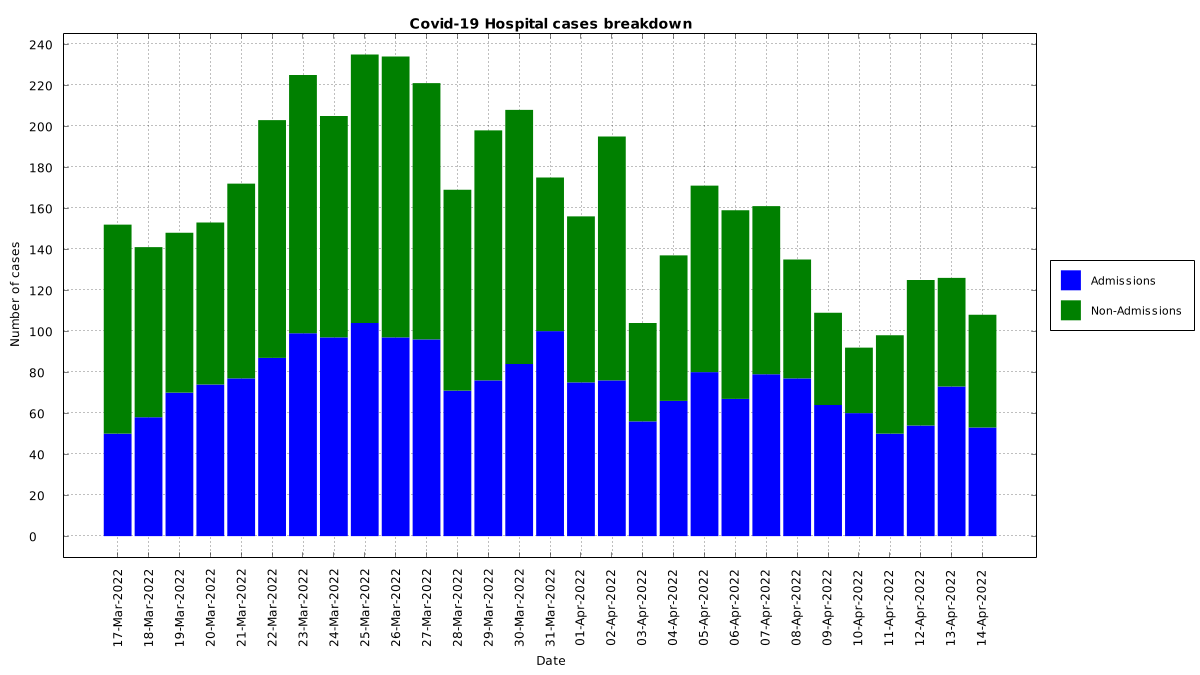 Covid-19 Hospital cases breakdown
240
220
200
180
160
140
120
100
80
60
40
20
0
Number of cases
17-Mar-2022
18-Mar-2022
19-Mar-2022
20-Mar-2022
21-Mar-2022
22-Mar-2022
23-Mar-2022
24-Mar-2022
25-Mar-2022
26-Mar-2022
27-Mar-2022
28-Mar-2022
29-Mar-2022
30-Mar-2022
31-Mar-2022
01-Apr-2022
02-Apr-2022
03-Apr-2022
04-Apr-2022
05-Apr-2022
06-Apr-2022
07-Apr-2022
08-Apr-2022
09-Apr-2022
10-Apr-2022
11-Apr-2022
12-Apr-2022
13-Apr-2022
14-Apr-2022
Date
Admissions
Non-Admissions